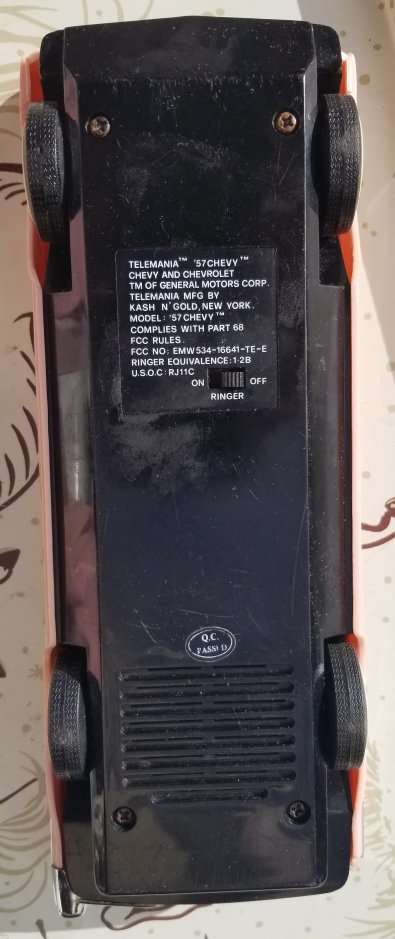 TELEMANIA™ '57CHEVY™
CHEVY AND CHEVROLET
TM OF GENERAL MOTORS CORP.
TELEMANIA MFG BY
KASH N' GOLD, NEW YORK.
MODEL: '57CHEVY™
COMPLIES WITH PART 68
FCC RULES.
FCC NO: EMW534-16641-TE-E
RINGER EQUIVALENCE: 1·2B
U.S.O.C: RJ11C
ON OFF
RINGER
Q.C.
PASS'D